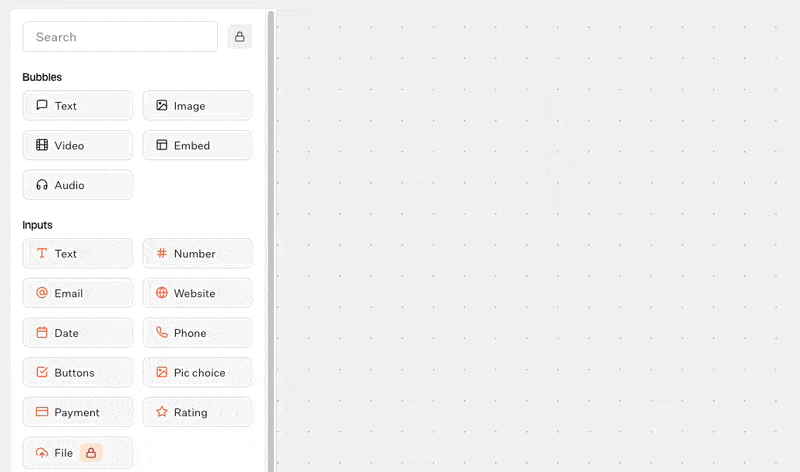 Search
Bubbles
Text
Image
Video
Embed
Audio
Inputs
Text
Number
Email
Website
Date
Phone
Buttons
Pic choice
Payment
Rating
File